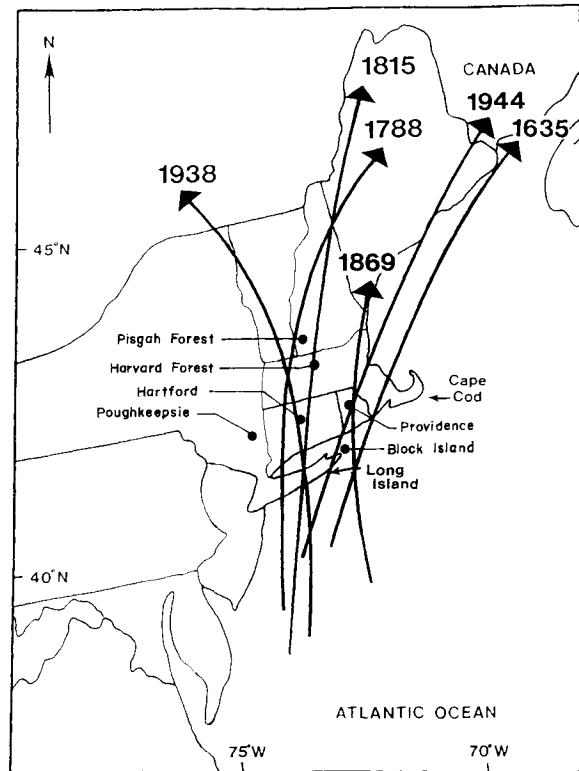 N
1815
CANADA
1944
1635
1788
1938
45°N
1869
Pisgah Forest
Harvard Forest
Hartford
Poughkeepsie
Cape
Cod
Providence
Block Island
Long
Island
40°N
ATLANTIC OCEAN
75°W
70°W